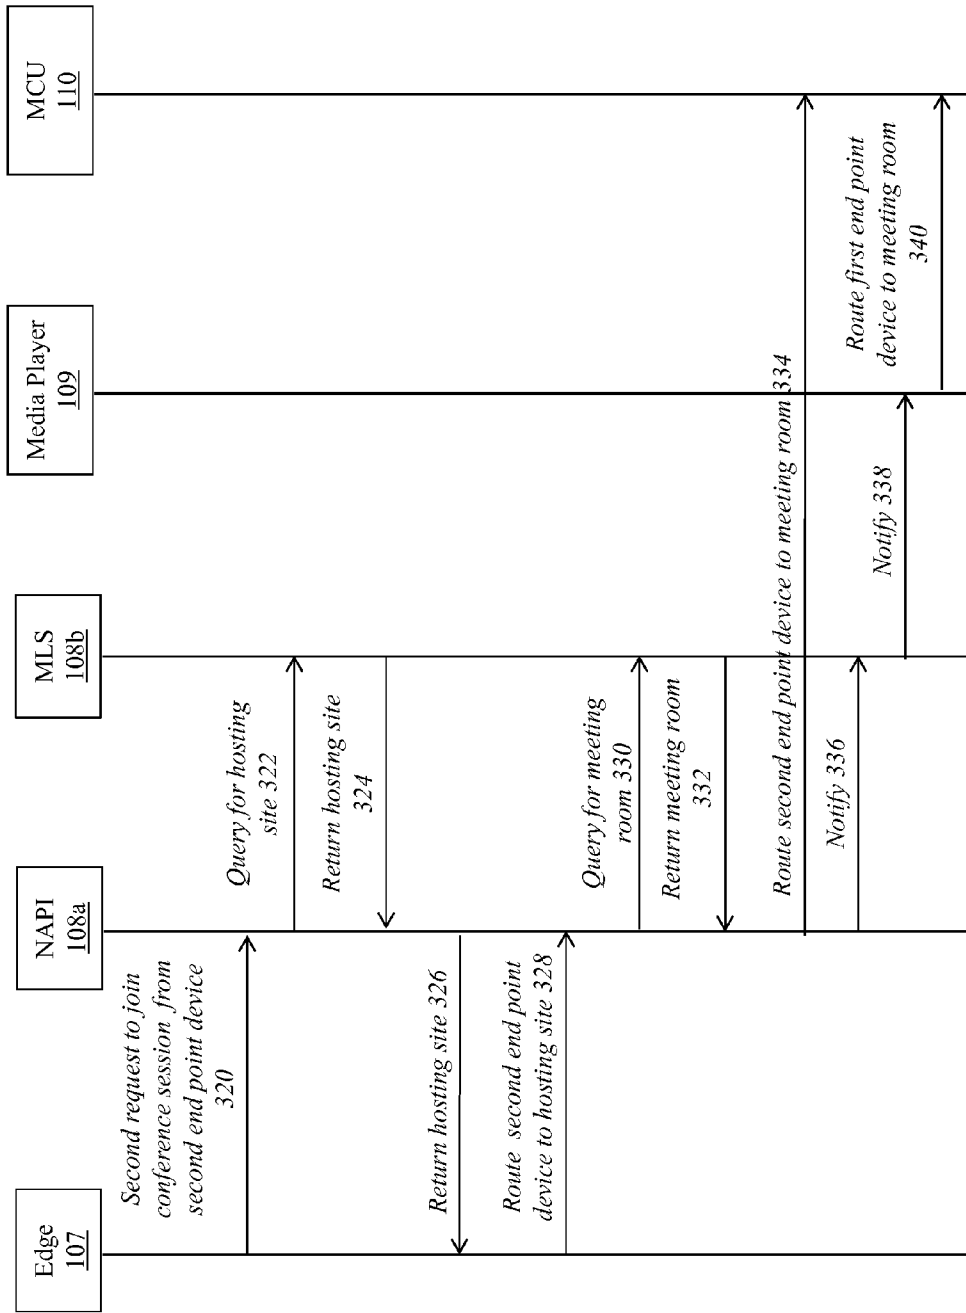 Edge
107
NAPI
108a
MLS
108b
Media Player
109
MCU
110
Second request to join
conference session from
second end point device
320
Query for hosting
site 322
Return hosting site
324
Return hosting site 326
Route second end point
device to hosting site 328
Query for meeting
room 330
Return meeting room
332
Route second end point device to meeting room 334
Notify 336
Notify 338
Route first end point
device to meeting room
340